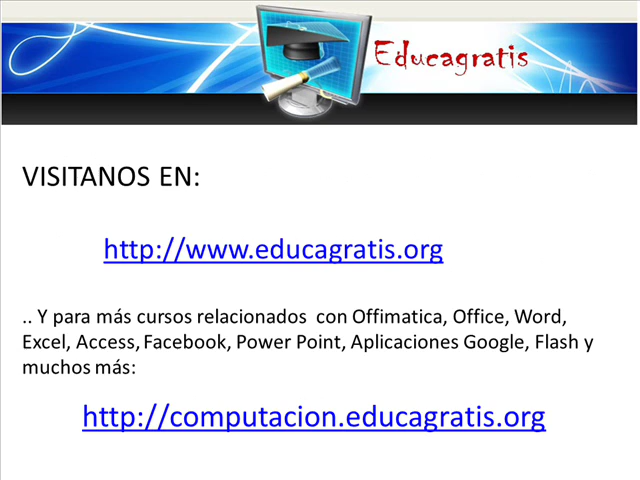 Educagratis
VISITANOS EN:
http://www.educagratis.org
.. Y para más cursos relacionados con Offimatica, Office, Word,
Excel, Access, Facebook, Power Point, Aplicaciones Google, Flash y
muchos más:
http://computacion.educagratis.org